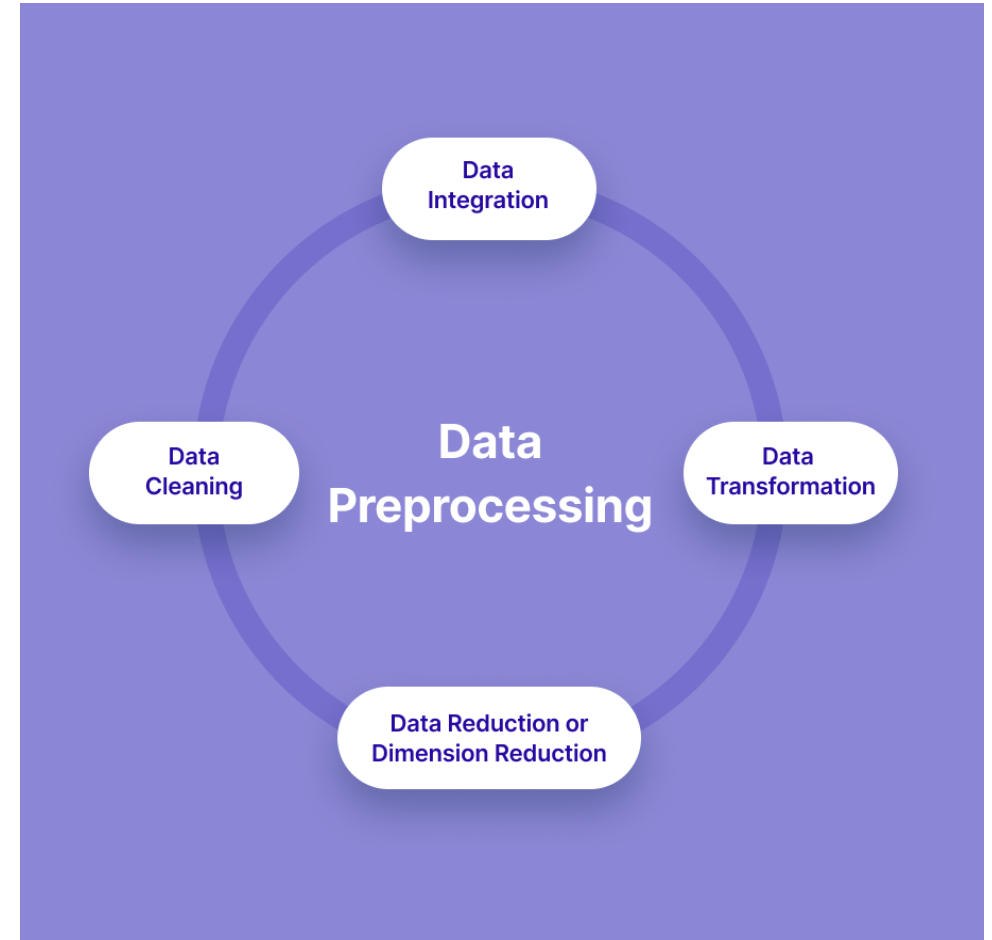 Data
Integration
Data
Cleaning
Data
Preprocessing
Data
Transformation
Data Reduction or
Dimension Reduction